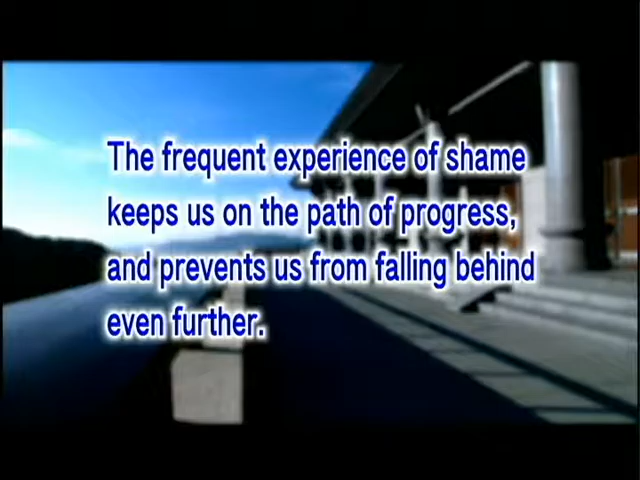 The frequent experience of shame
keeps us on the path of progress,
and prevents us from falling behind
even further.